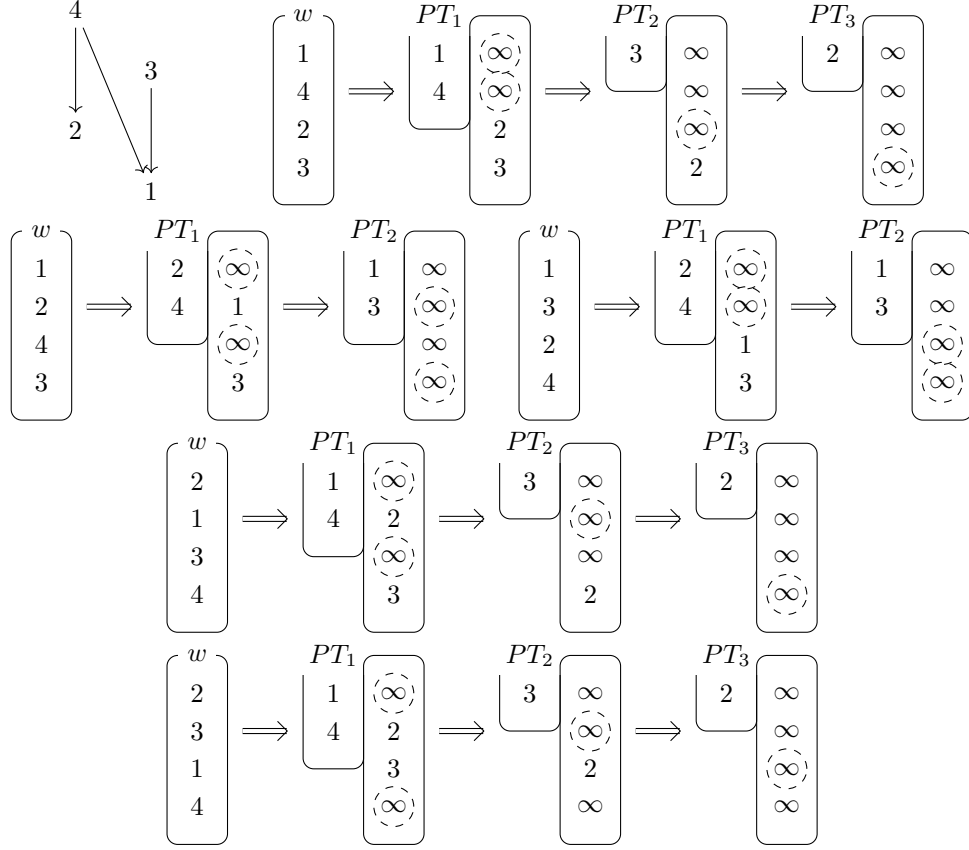 4
3
2
1
w PT₁ PT₂ PT₃
1 1 ∞ 3 ∞ 2 ∞
4 ⟹ 4 ∞ ⟹ ∞ ⟹ ∞
2 2 ∞ ∞
3 3 2 ∞
w PT₁ PT₂ w PT₁ PT₂
1 2 ∞ 1 ∞ 1 2 ∞ 1 ∞
2 ⟹ 4 1 ⟹ 3 ∞ 3 ⟹ 4 ∞ ⟹ 3 ∞
4 ∞ ∞ 2 1 ∞
3 3 ∞ 4 3 ∞
w PT₁ PT₂ PT₃
2 1 ∞ 3 ∞ 2 ∞
1 ⟹ 4 2 ⟹ ∞ ⟹ ∞
3 ∞ ∞ ∞
4 3 2 ∞
w PT₁ PT₂ PT₃
2 1 ∞ 3 ∞ 2 ∞
3 ⟹ 4 2 ⟹ ∞ ⟹ ∞
1 3 2 ∞
4 ∞ ∞ ∞